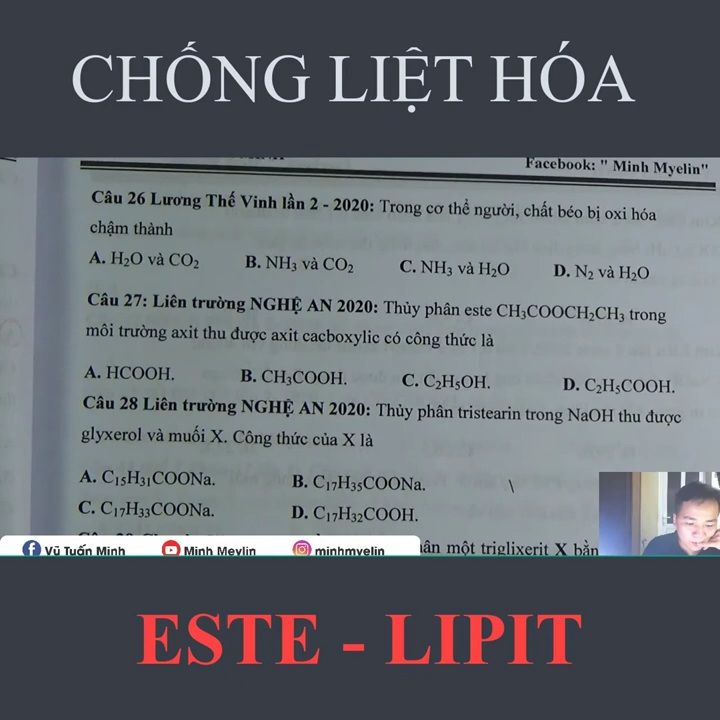 CHỐNG LIỆT HÓA
Facebook: " Minh Myelin"
Câu 26 Lương Thế Vinh lần 2 - 2020: Trong cơ thể người, chất béo bị oxi hóa
chậm thành
A. H₂O và CO₂ B. NH₃ và CO₂ C. NH₃ và H₂O D. N₂ và H₂O
Câu 27: Liên trường NGHỆ AN 2020: Thủy phân este CH₃COOCH₂CH₃ trong
môi trường axit thu được axit cacboxylic có công thức là
A. HCOOH. B. CH₃COOH. C. C₂H₅OH. D. C₂H₅COOH.
Câu 28 Liên trường NGHỆ AN 2020: Thủy phân tristearin trong NaOH thu được
glyxerol và muối X. Công thức của X là
A. C₁₅H₃₁COONa. B. C₁₇H₃₅COONa.
C. C₁₇H₃₃COONa. D. C₁₇H₃₂COOH.
một triglixerit X bằn
Vũ Tuấn Minh Minh Myelin minhmyelin
ESTE - LIPIT